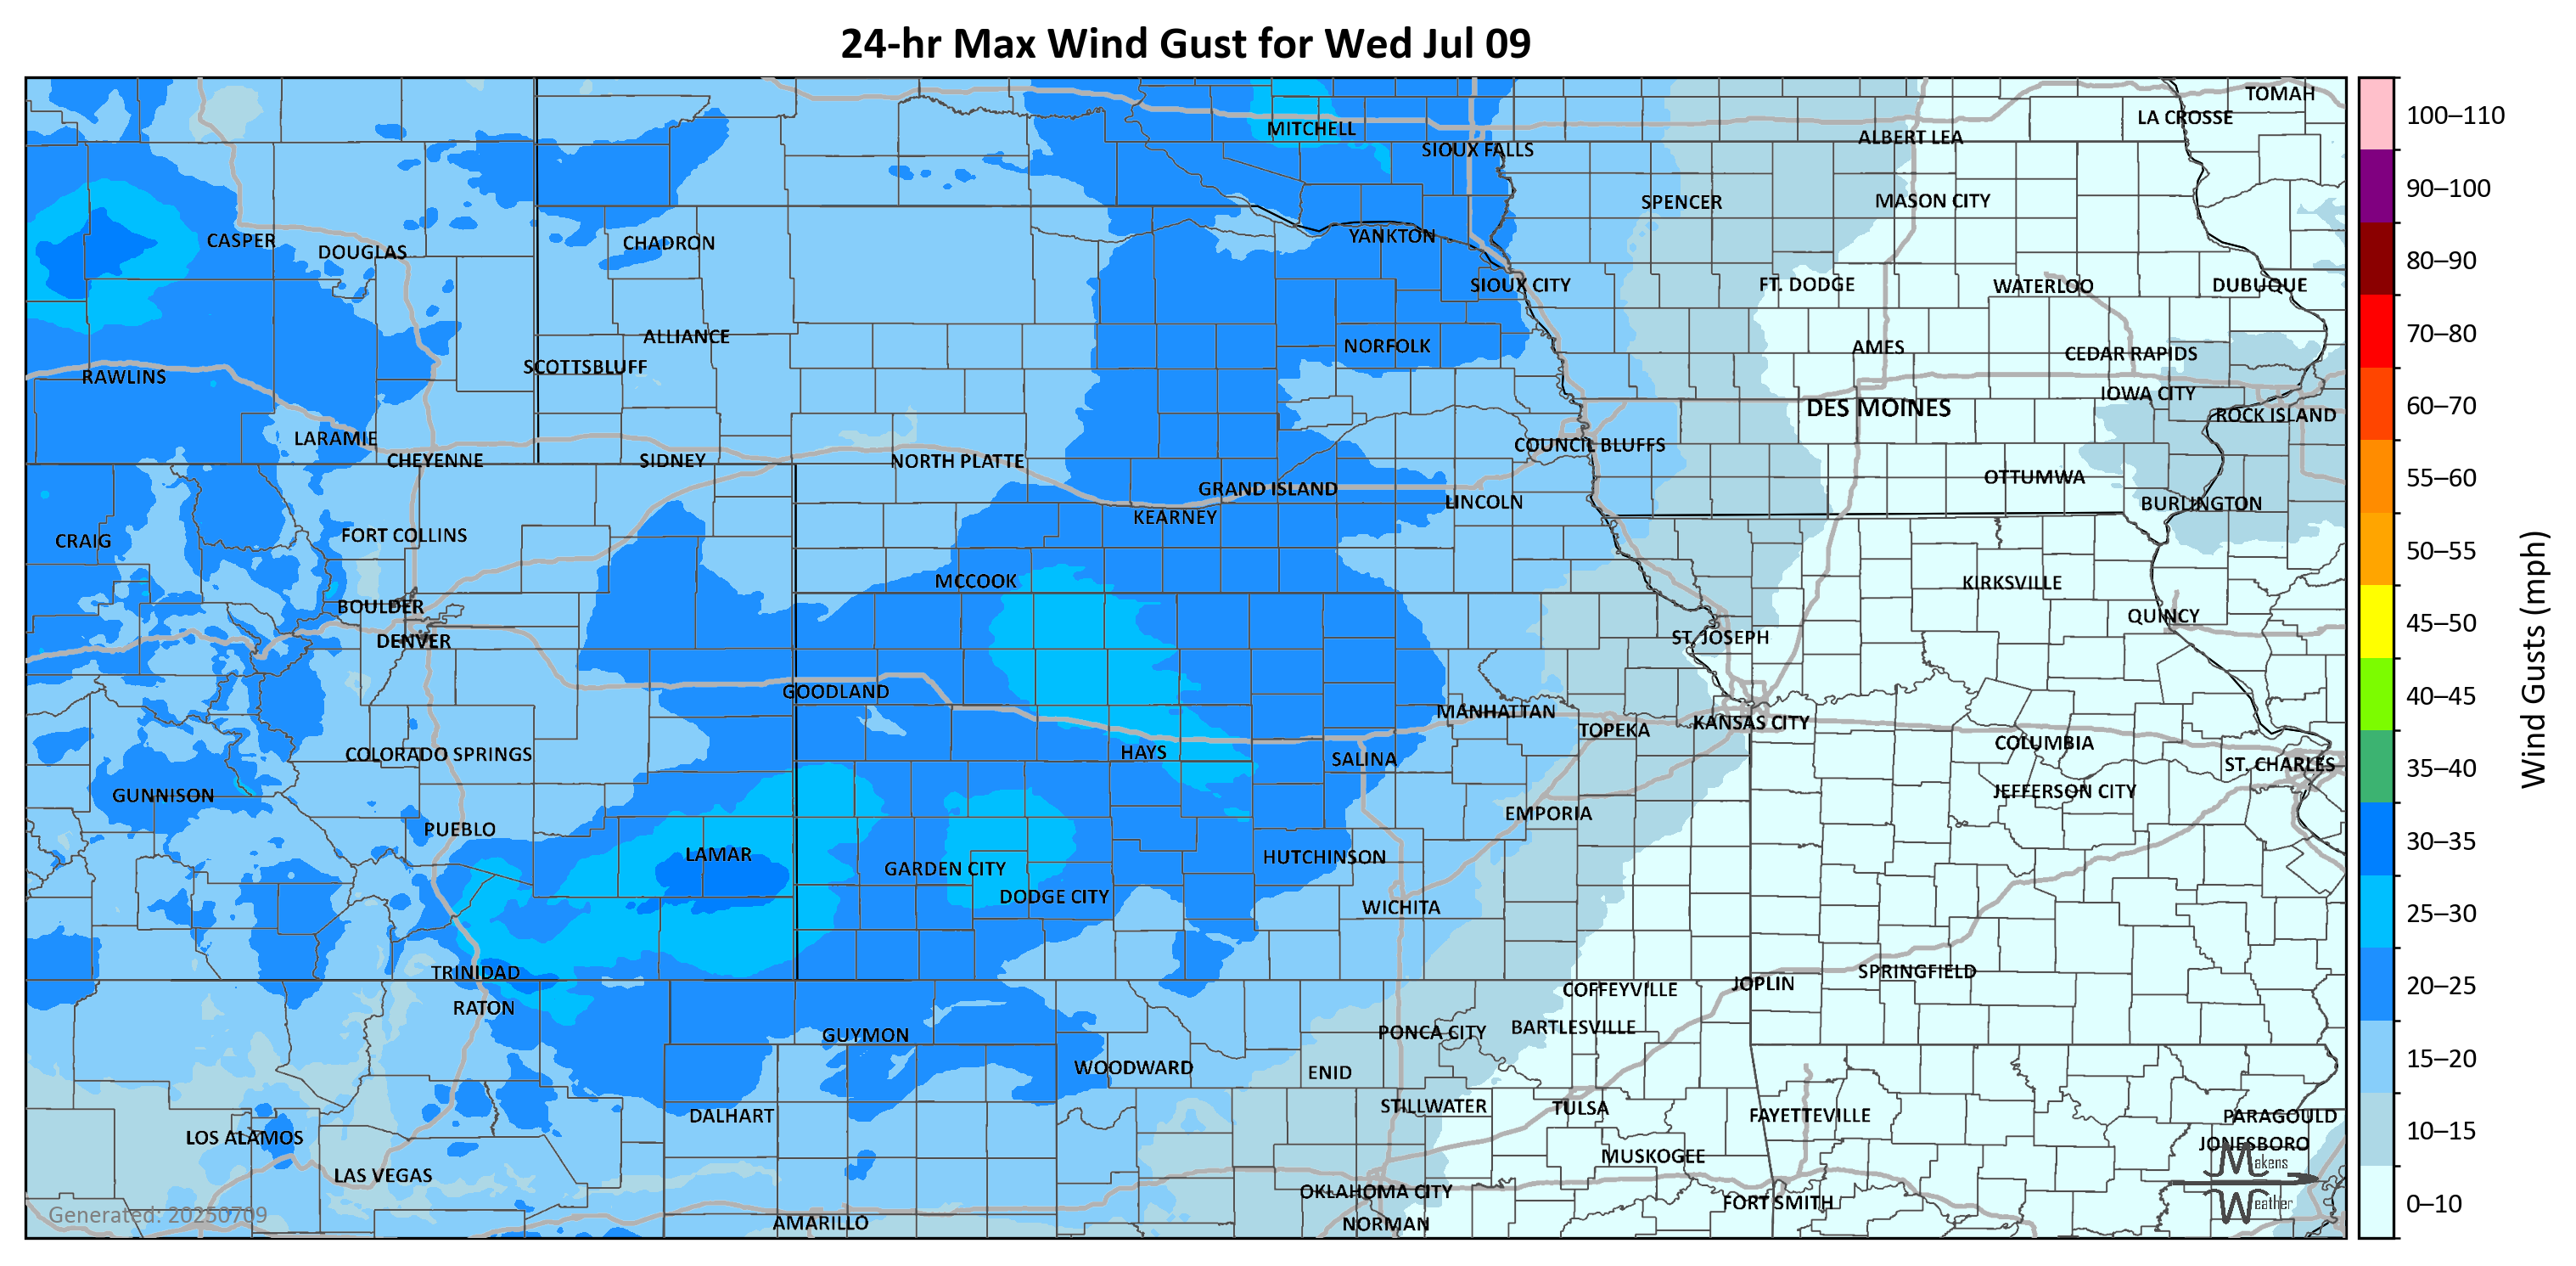 24-hr Max Wind Gust for Wed Jul 09
TOMAH
LA CROSSE
MITCHELL
ALBERT LEA
SIOUX FALLS
SPENCER
MASON CITY
YANKTON
CASPER
CHADRON
DOUGLAS
SIOUX CITY
FT. DODGE
WATERLOO
DUBUQUE
ALLIANCE
NORFOLK
AMES
CEDAR RAPIDS
SCOTTSBLUFF
RAWLINS
IOWA CITY
DES MOINES
ROCK ISLAND
LARAMIE
COUNCIL BLUFFS
CHEYENNE
SIDNEY
NORTH PLATTE
OTTUMWA
GRAND ISLAND
LINCOLN
BURLINGTON
KEARNEY
FORT COLLINS
CRAIG
MCCOOK
KIRKSVILLE
BOULDER
QUINCY
DENVER
ST. JOSEPH
GOODLAND
MANHATTAN
KANSAS CITY
TOPEKA
COLUMBIA
COLORADO SPRINGS
HAYS
SALINA
ST. CHARLES
GUNNISON
JEFFERSON CITY
EMPORIA
PUEBLO
LAMAR
HUTCHINSON
GARDEN CITY
DODGE CITY
WICHITA
TRINIDAD
SPRINGFIELD
JOPLIN
COFFEYVILLE
RATON
BARTLESVILLE
PONCA CITY
GUYMON
WOODWARD
ENID
STILLWATER
TULSA
DALHART
FAYETTEVILLE
PARAGOULD
LOS ALAMOS
JONESBORO
MUSKOGEE
LAS VEGAS
OKLAHOMA CITY
FORT SMITH
AMARILLO
NORMAN
Generated: 20250709
Makens
Weather
100–110
90–100
80–90
70–80
60–70
55–60
50–55
45–50
40–45
35–40
30–35
25–30
20–25
15–20
10–15
0–10
Wind Gusts (mph)